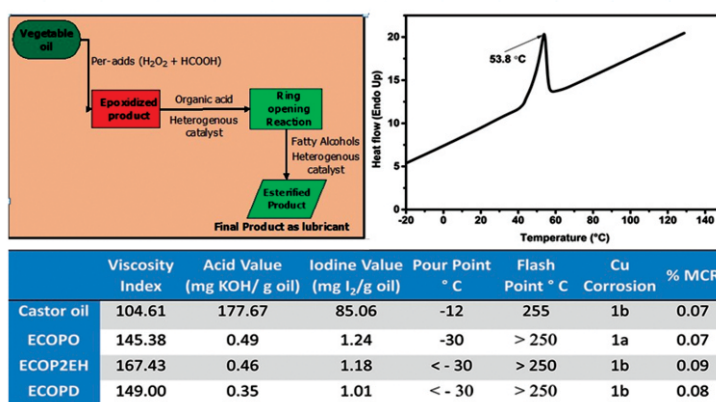 Vegetable
oil
Per-acids (H₂O₂ + HCOOH)
Epoxidized
product
Organic acid
Heterogenous
catalyst
Ring
opening
Reaction
Fatty Alcohols
Heterogenous
catalyst
Esterified
Product
Final Product as lubricant
Heat flow (Endo Up)
20
15
10
5
0
53.8 °C
-20 0 20 40 60 80 100 120 140
Temperature (°C)
Viscosity Index Acid Value (mg KOH/ g oil) Iodine Value (mg I₂/g oil) Pour Point ° C Flash Point ° C Cu Corrosion % MCR
Castor oil 104.61 177.67 85.06 -12 255 1b 0.07
ECOPO 145.38 0.49 1.24 -30 > 250 1a 0.07
ECOP2EH 167.43 0.46 1.18 < - 30 > 250 1b 0.09
ECOPD 149.00 0.35 1.01 < - 30 > 250 1b 0.08